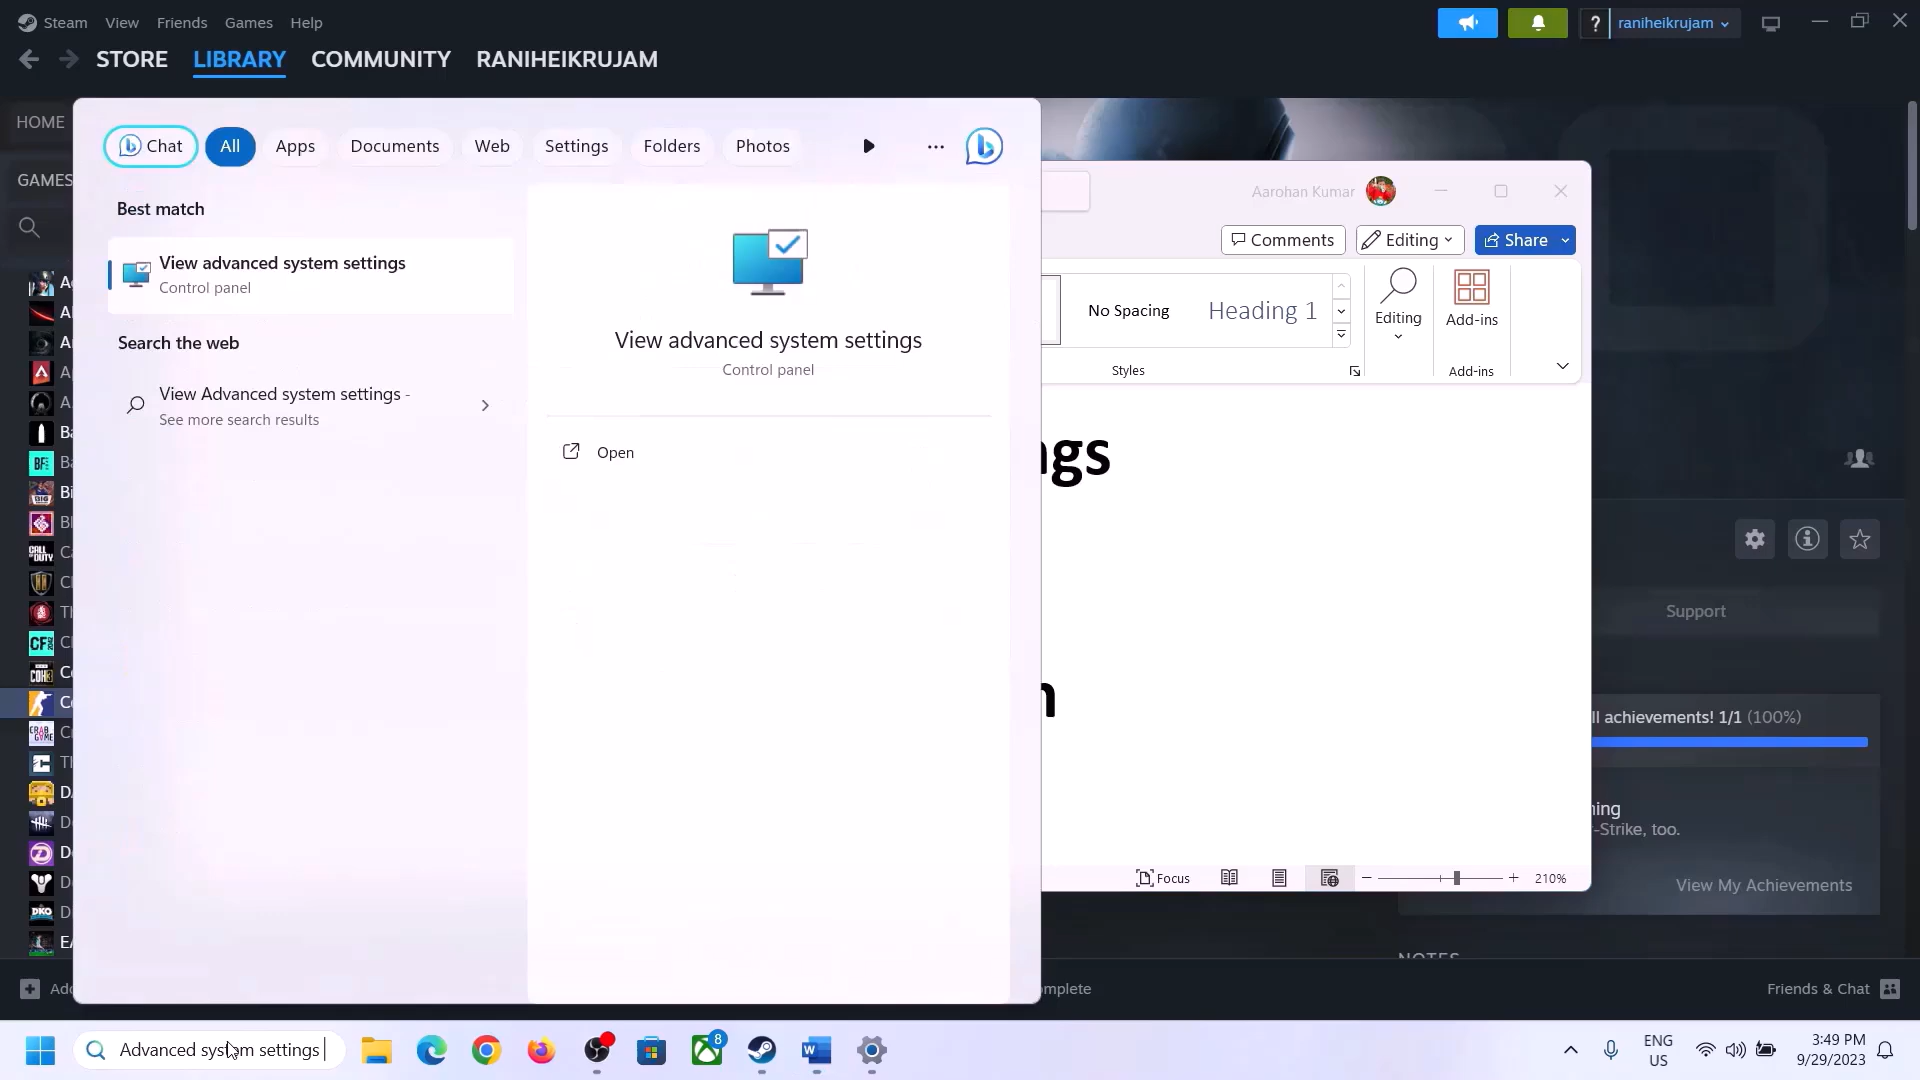 Steam View Friends Games Help
raniheikrujam
STORE LIBRARY COMMUNITY RANIHEIKRUJAM
HOME
GAMES
Chat All Apps Documents Web Settings Folders Photos
Best match
View advanced system settings
Control panel
Search the web
View Advanced system settings -
See more search results
View advanced system settings
Control panel
Open
Aarohan Kumar
Comments Editing Share
No Spacing Heading 1
Editing
Add-ins
Styles
Add-ins
ngs
n
Focus
210%
Support
ll achievements! 1/1 (100%)
ning
-Strike, too.
View My Achievements
NOTES
Add
mplete
Friends & Chat
Advanced system settings
8
ENG
US
3:49 PM
9/29/2023